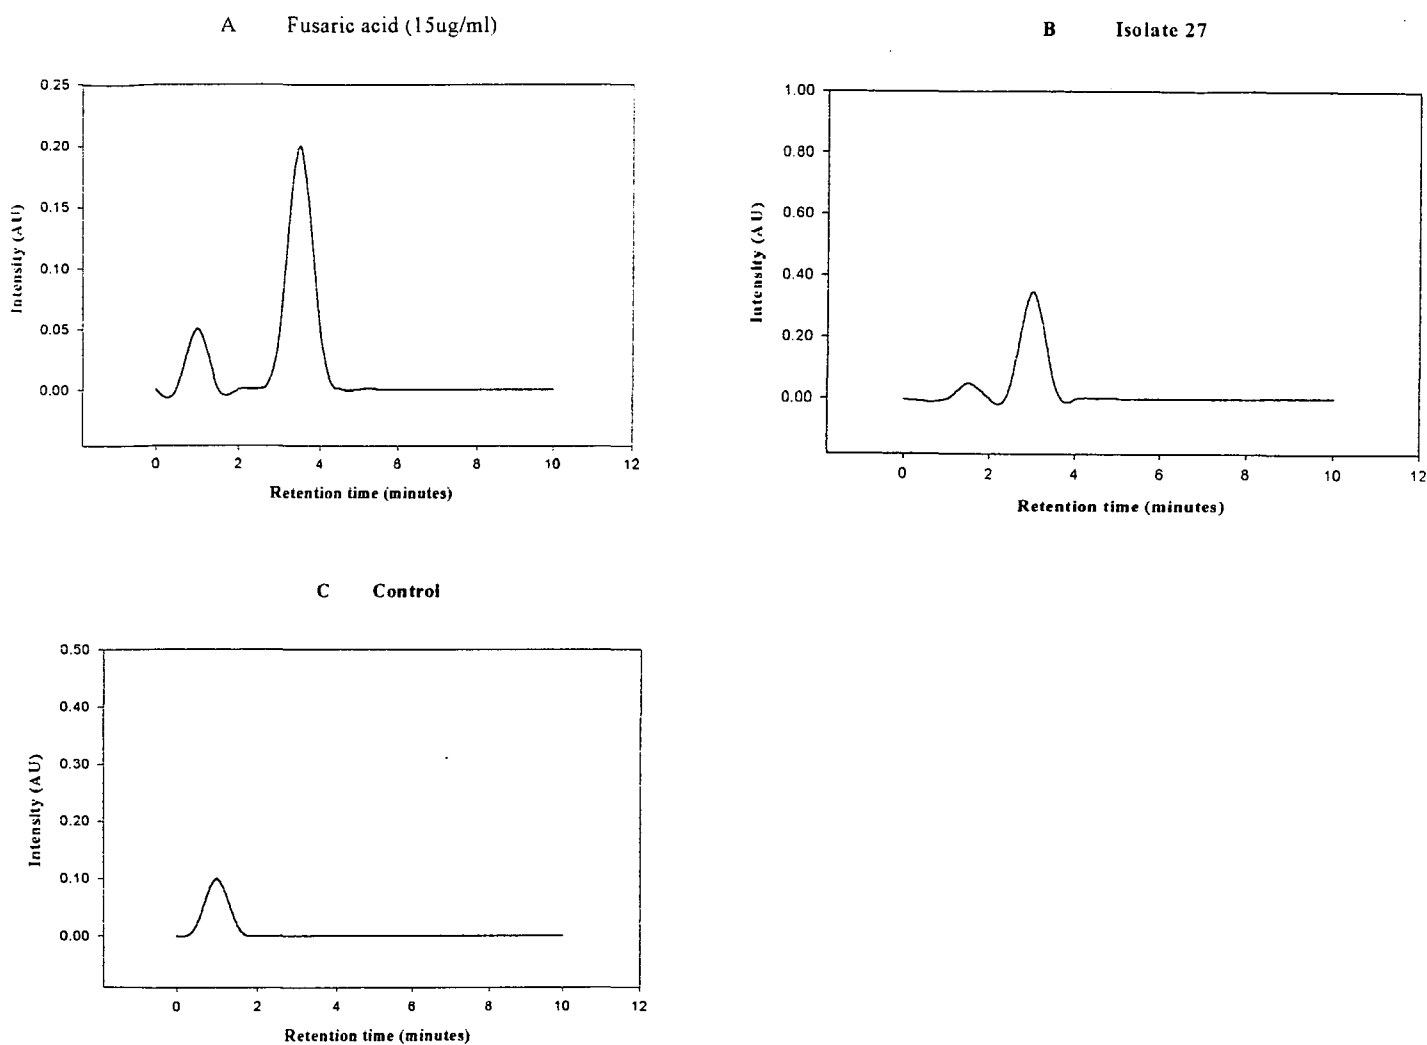 A Fusaric acid (15ug/ml)
0.25
0.20
0.15
0.10
0.05
0.00
Intensity (AU)
0 2 4 6 8 10 12
Retention time (minutes)
B Isolate 27
1.00
0.80
0.60
0.40
0.20
0.00
Intensity (AU)
0 2 4 6 8 10 12
Retention time (minutes)
C Control
0.50
0.40
0.30
0.20
0.10
0.00
Intensity (AU)
0 2 4 6 8 10 12
Retention time (minutes)